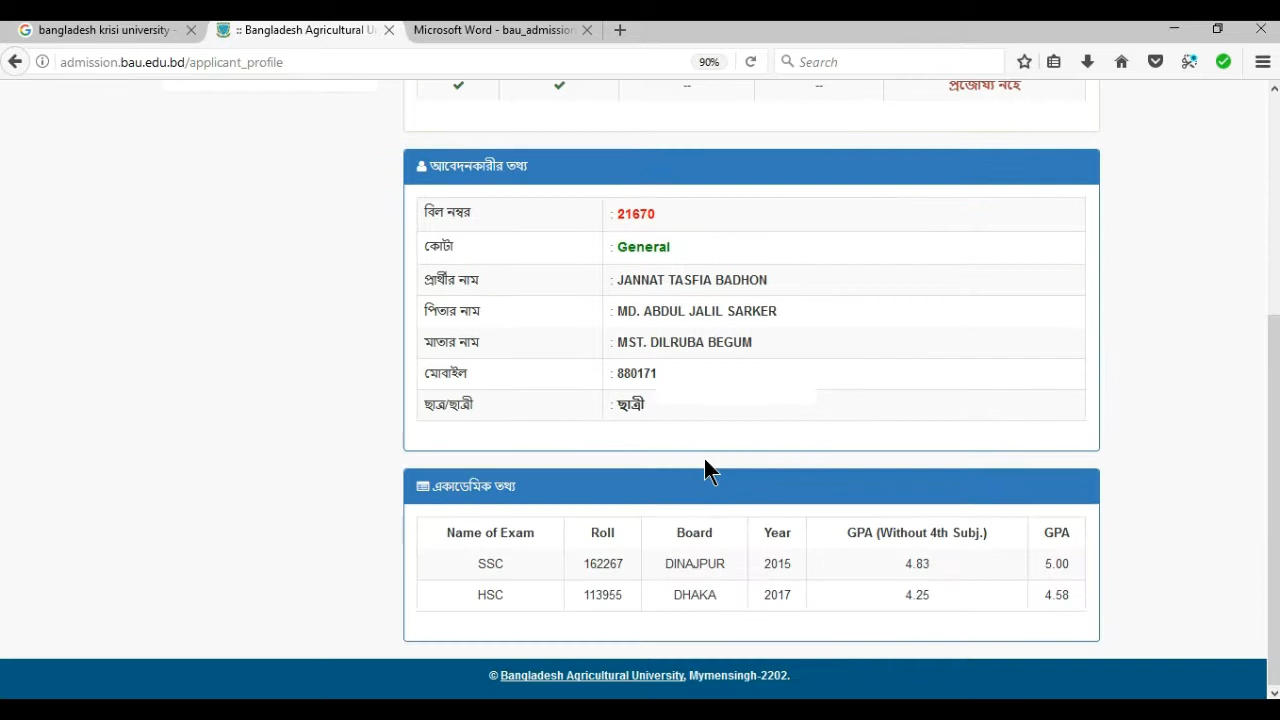 bangladesh krisi university -
:: Bangladesh Agricultural U
Microsoft Word - bau_admission
admission.bau.edu.bd/applicant_profile
90%
Search
-- -- প্রজোয্য নহে
আবেদনকারীর তথ্য
বিল নম্বর : 21670
কোটা : General
প্রার্থীর নাম : JANNAT TASFIA BADHON
পিতার নাম : MD. ABDUL JALIL SARKER
মাতার নাম : MST. DILRUBA BEGUM
মোবাইল : 880171
ছাত্র/ছাত্রী : ছাত্রী
একাডেমিক তথ্য
Name of Exam Roll Board Year GPA (Without 4th Subj.) GPA
SSC 162267 DINAJPUR 2015 4.83 5.00
HSC 113955 DHAKA 2017 4.25 4.58
© Bangladesh Agricultural University, Mymensingh-2202.